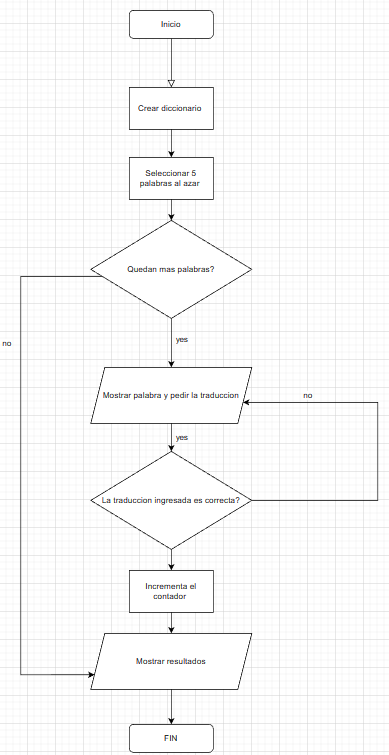 Inicio
Crear diccionario
Seleccionar 5
palabras al azar
Quedan mas palabras?
no
yes
Mostrar palabra y pedir la traduccion
no
yes
La traduccion ingresada es correcta?
Incrementa el
contador
Mostrar resultados
FIN